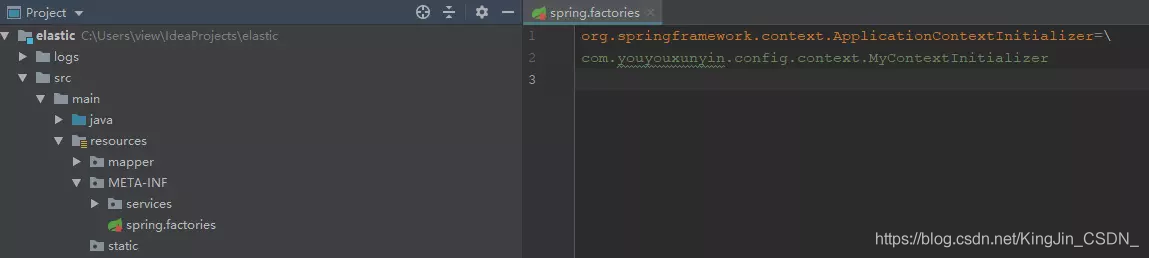 Project
elastic C:\Users\view\IdeaProjects\elastic
logs
src
main
java
resources
mapper
META-INF
services
spring.factories
static
spring.factories
1 org.springframework.context.ApplicationContextInitializer=\
2 com.youyouxunyin.config.context.MyContextInitializer
3
https://blog.csdn.net/KingJin_CSDN_